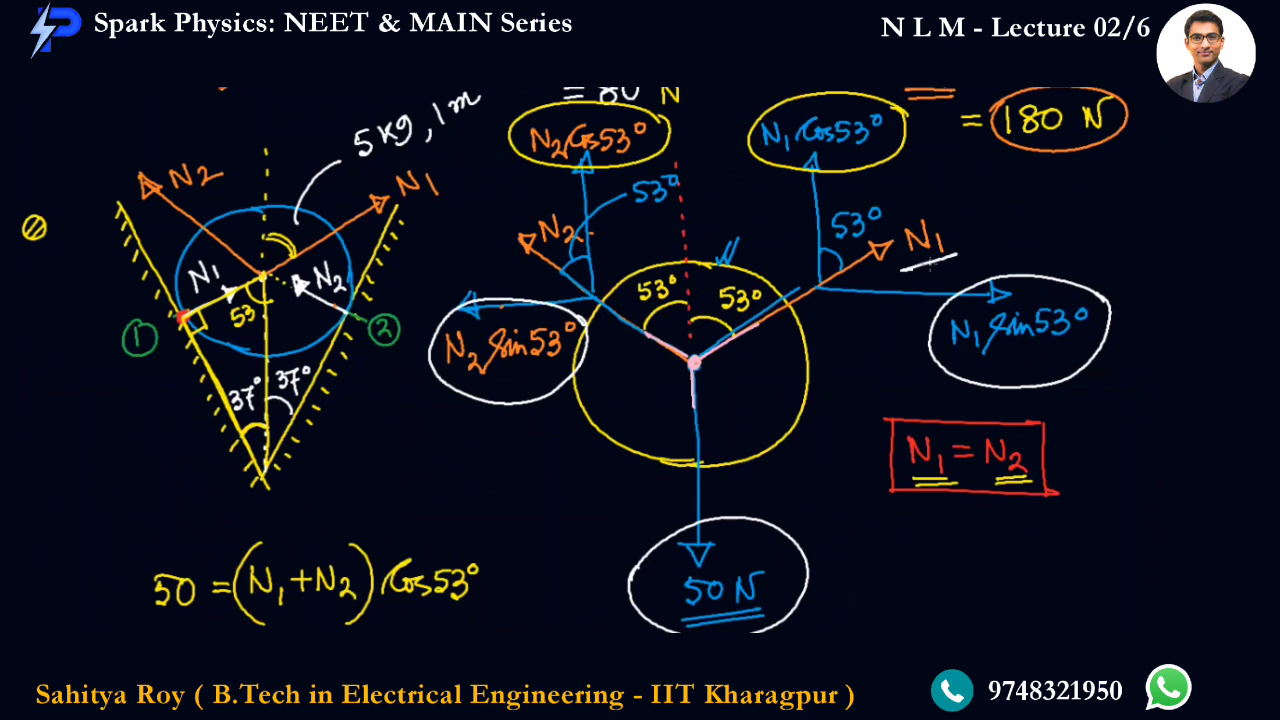 Spark Physics: NEET & MAIN Series
N L M - Lecture 02/6
= 80 N
= 180 N
5 kg, 1 m
N₂
N₁
N₁
N₂
53
①
②
37°
37°
N₂ Cos53°
N₁ Cos53°
53°
53°
N₂
N₁
53°
53°
N₂ Sin53°
N₁ Sin53°
N₁ = N₂
50 N
50 = (N₁ + N₂) Cos53°
Sahitya Roy ( B.Tech in Electrical Engineering - IIT Kharagpur )
9748321950